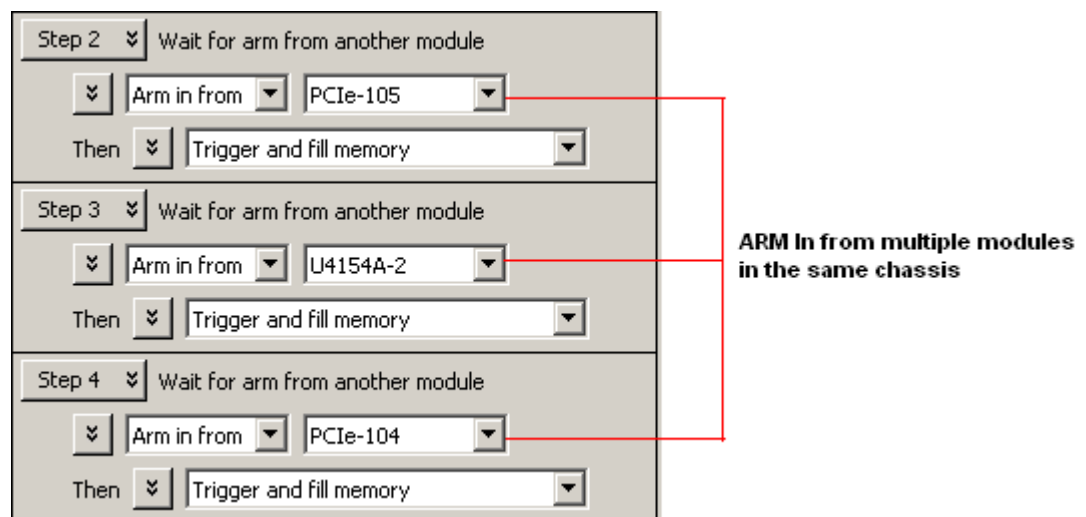 Step 2 Wait for arm from another module
Arm in from PCIe-105
Then Trigger and fill memory
Step 3 Wait for arm from another module
Arm in from U4154A-2
Then Trigger and fill memory
Step 4 Wait for arm from another module
Arm in from PCIe-104
Then Trigger and fill memory
ARM In from multiple modules
in the same chassis